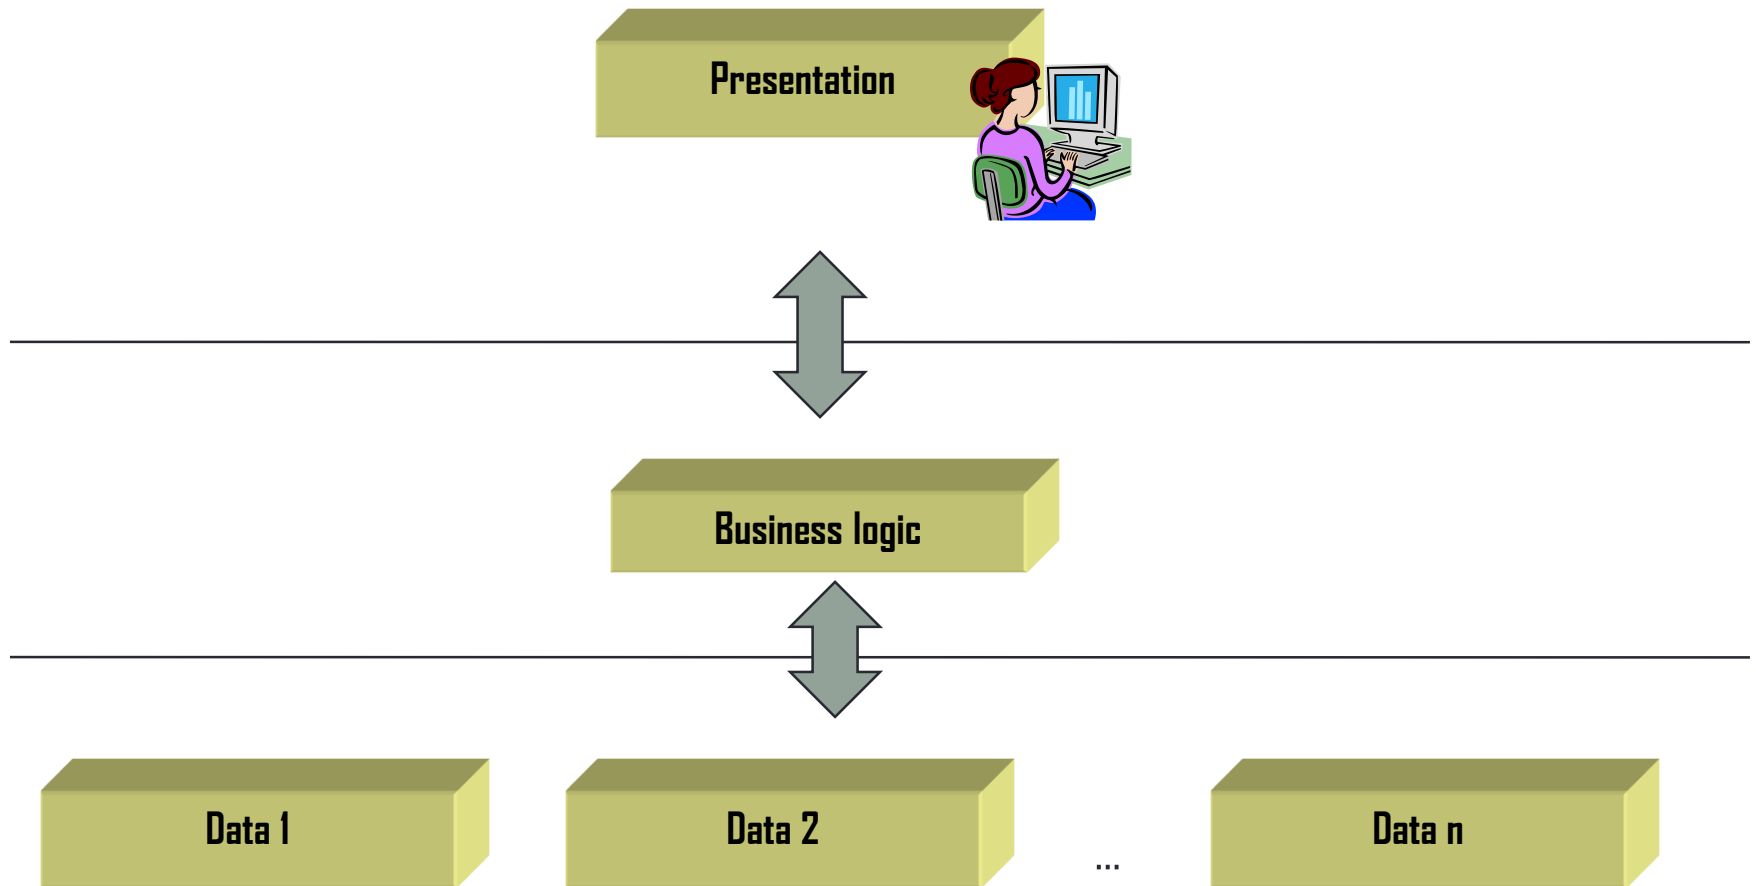 Presentation
Business logic
Data 1
Data 2
...
Data n